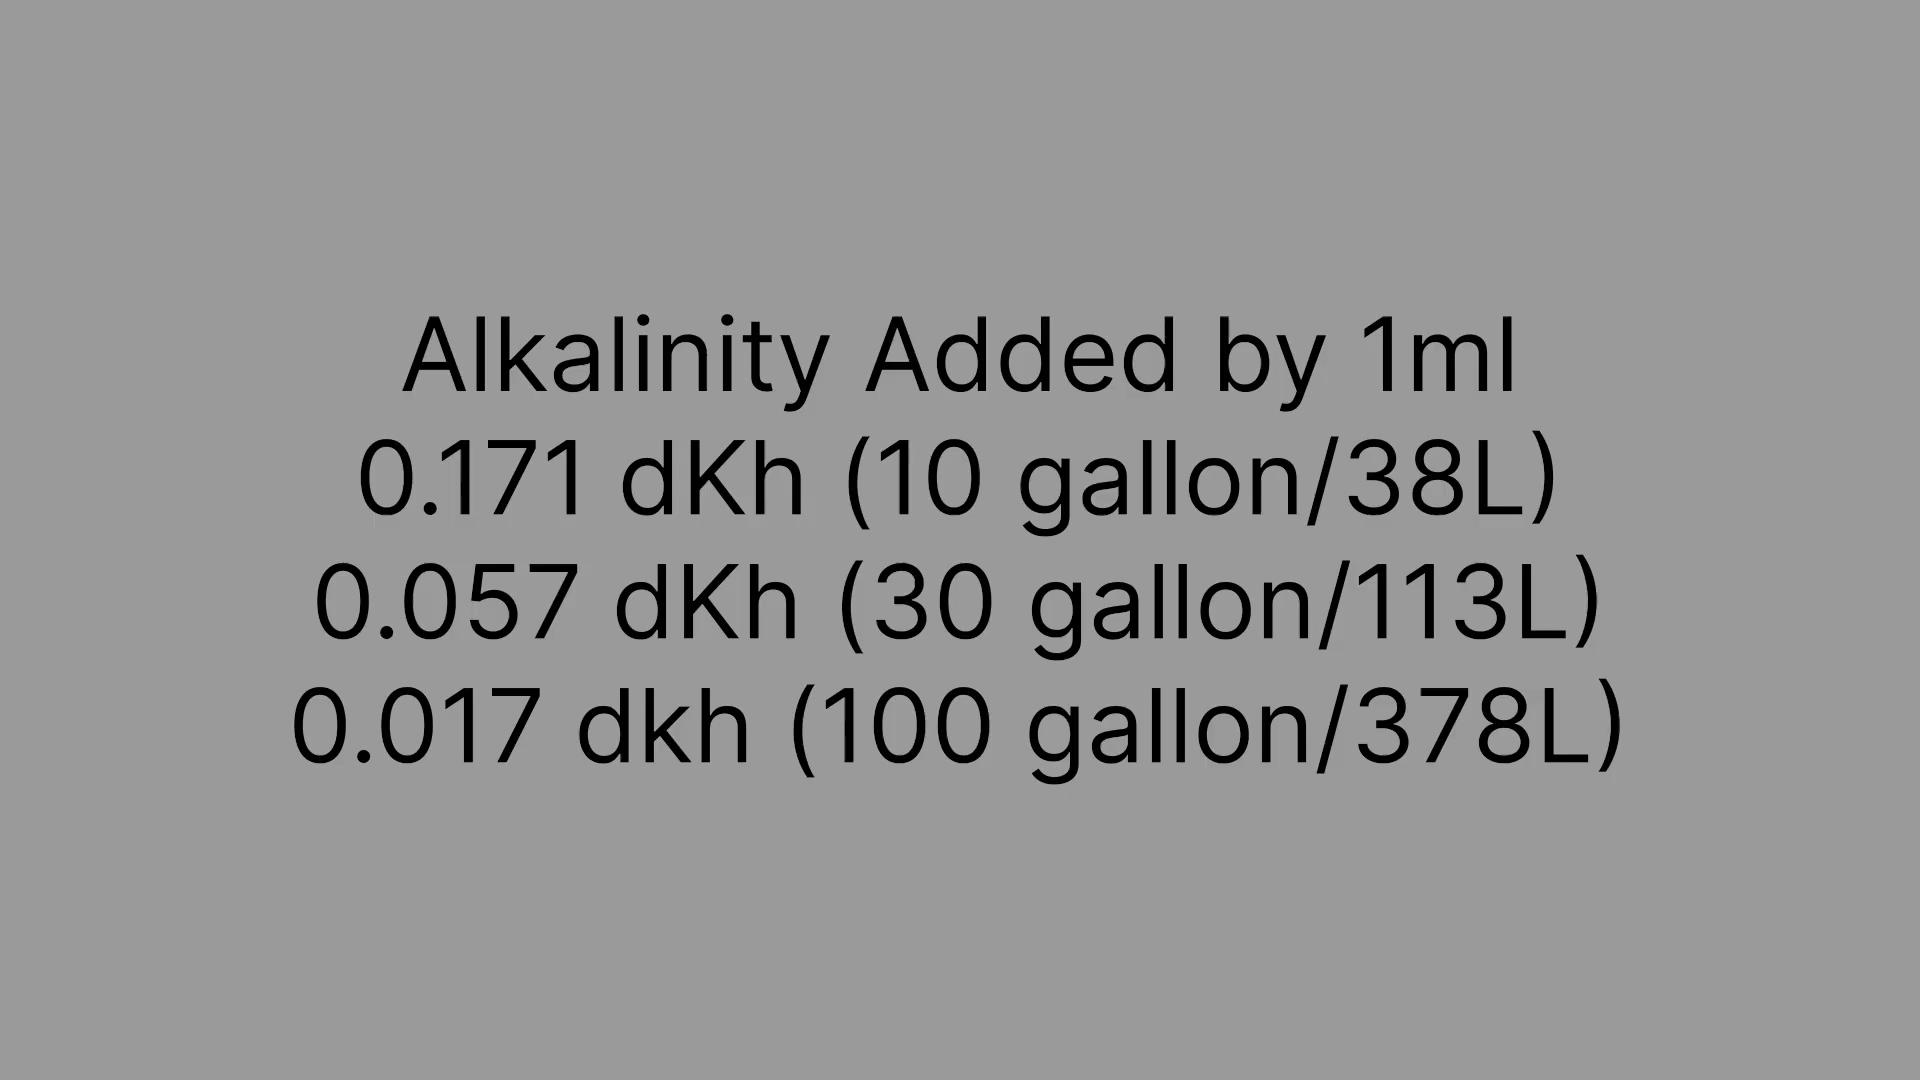 Alkalinity Added by 1ml
0.171 dKh (10 gallon/38L)
0.057 dKh (30 gallon/113L)
0.017 dkh (100 gallon/378L)